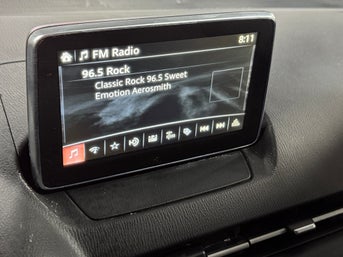 FM Radio 8:11
96.5 Rock
Classic Rock 96.5 Sweet
Emotion Aerosmith